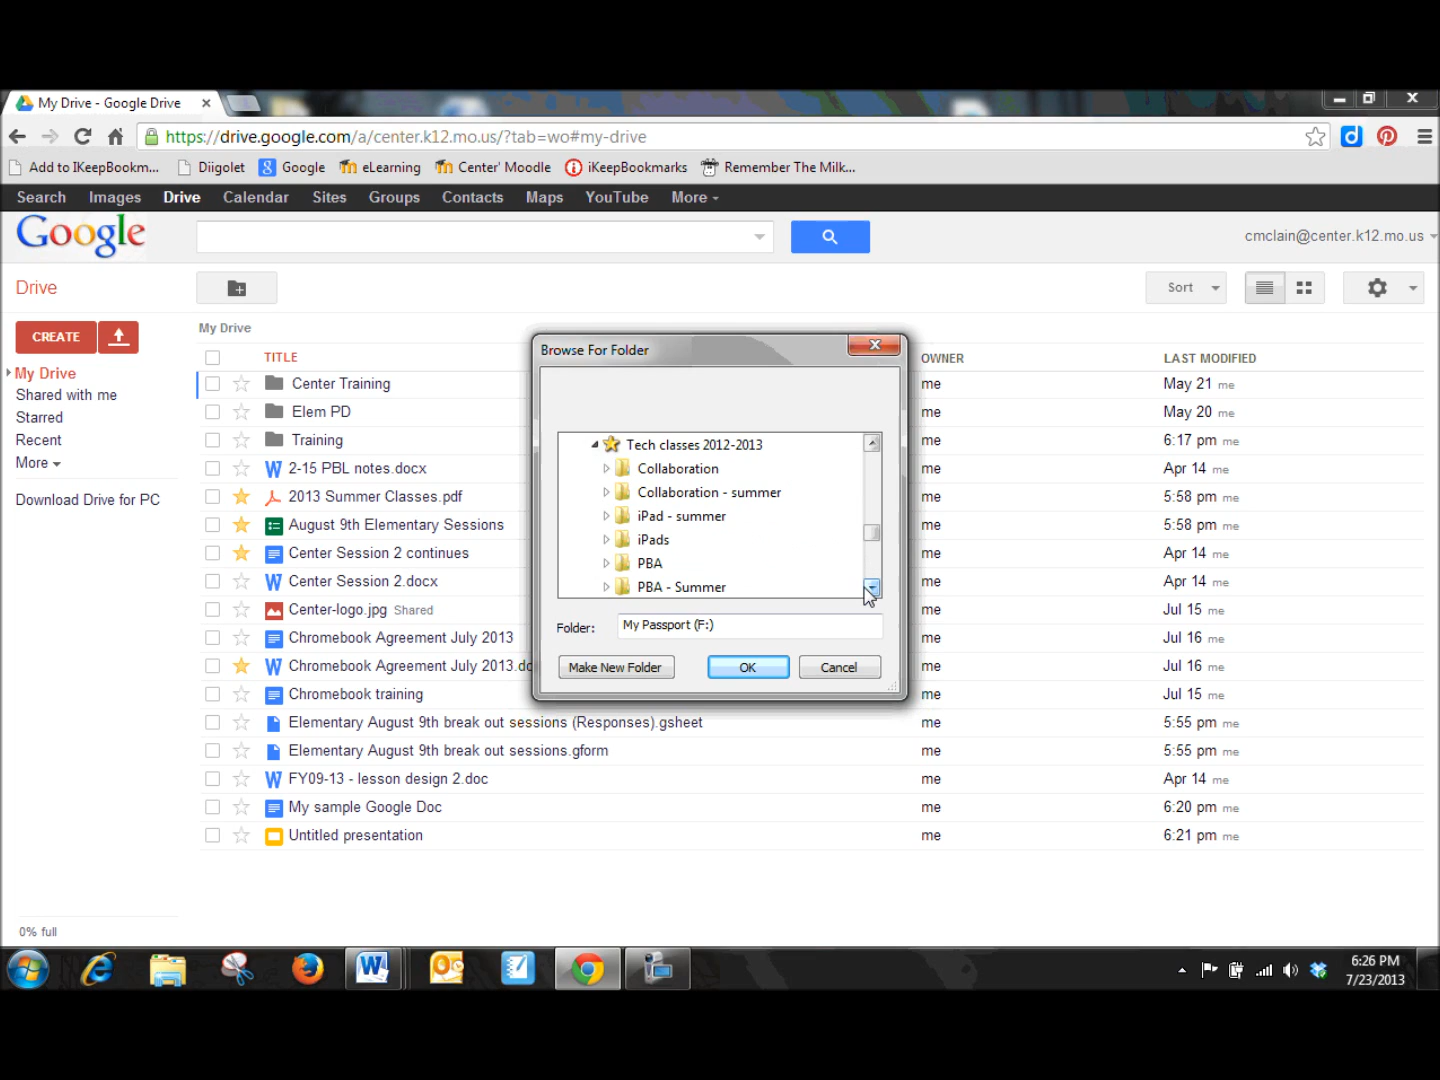 My Drive - Google Drive
https://drive.google.com/a/center.k12.mo.us/?tab=wo#my-drive
Add to IKeepBookm... Diigolet Google eLearning Center' Moodle iKeepBookmarks Remember The Milk...
Search Images Drive Calendar Sites Groups Contacts Maps YouTube More
Google
cmclain@center.k12.mo.us
Drive
Sort
CREATE
My Drive
TITLE OWNER LAST MODIFIED
My Drive
Shared with me
Starred
Recent
More
Download Drive for PC
Center Training me May 21 me
Elem PD me May 20 me
Training me 6:17 pm me
2-15 PBL notes.docx me Apr 14 me
2013 Summer Classes.pdf me 5:58 pm me
August 9th Elementary Sessions me 5:58 pm me
Center Session 2 continues me Apr 14 me
Center Session 2.docx me Apr 14 me
Center-logo.jpg Shared me Jul 15 me
Chromebook Agreement July 2013 me Jul 16 me
Chromebook Agreement July 2013.do me Jul 16 me
Chromebook training me Jul 15 me
Elementary August 9th break out sessions (Responses).gsheet me 5:55 pm me
Elementary August 9th break out sessions.gform me 5:55 pm me
FY09-13 - lesson design 2.doc me Apr 14 me
My sample Google Doc me 6:20 pm me
Untitled presentation me 6:21 pm me
Browse For Folder
Tech classes 2012-2013
Collaboration
Collaboration - summer
iPad - summer
iPads
PBA
PBA - Summer
Folder: My Passport (F:)
Make New Folder OK Cancel
0% full
6:26 PM
7/23/2013